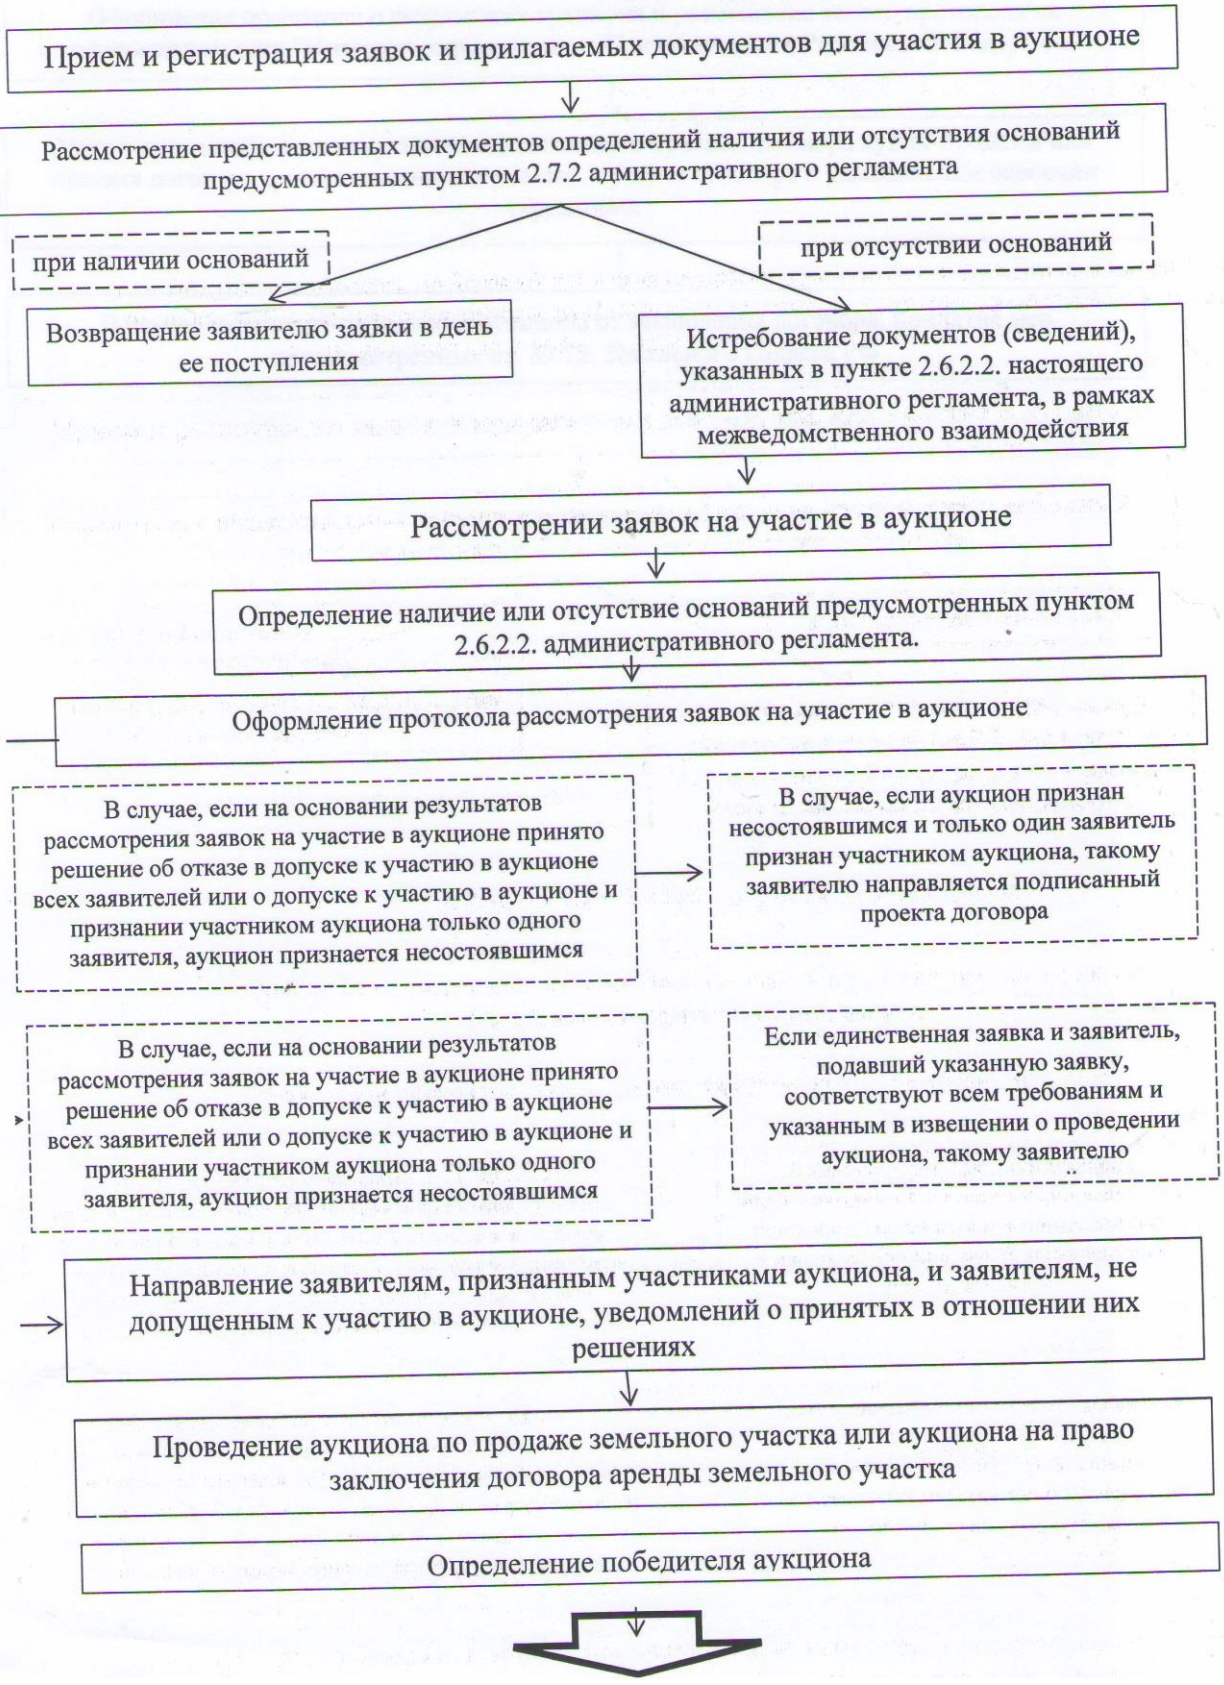 Прием и регистрация заявок и прилагаемых документов для участия в аукционе
Рассмотрение представленных документов определений наличия или отсутствия оснований
предусмотренных пунктом 2.7.2 административного регламента
при наличии оснований
при отсутствии оснований
Возвращение заявителю заявки в день
ее поступления
Истребование документов (сведений),
указанных в пункте 2.6.2.2. настоящего
административного регламента, в рамках
межведомственного взаимодействия
Рассмотрении заявок на участие в аукционе
Определение наличие или отсутствие оснований предусмотренных пунктом
2.6.2.2. административного регламента.
Оформление протокола рассмотрения заявок на участие в аукционе
В случае, если на основании результатов
рассмотрения заявок на участие в аукционе принято
решение об отказе в допуске к участию в аукционе
всех заявителей или о допуске к участию в аукционе и
признании участником аукциона только одного
заявителя, аукцион признается несостоявшимся
В случае, если аукцион признан
несостоявшимся и только один заявитель
признан участником аукциона, такому
заявителю направляется подписанный
проекта договора
В случае, если на основании результатов
рассмотрения заявок на участие в аукционе принято
решение об отказе в допуске к участию в аукционе
всех заявителей или о допуске к участию в аукционе и
признании участником аукциона только одного
заявителя, аукцион признается несостоявшимся
Если единственная заявка и заявитель,
подавший указанную заявку,
соответствуют всем требованиям и
указанным в извещении о проведении
аукциона, такому заявителю
Направление заявителям, признанным участниками аукциона, и заявителям, не
допущенным к участию в аукционе, уведомлений о принятых в отношении них
решениях
Проведение аукциона по продаже земельного участка или аукциона на право
заключения договора аренды земельного участка
Определение победителя аукциона